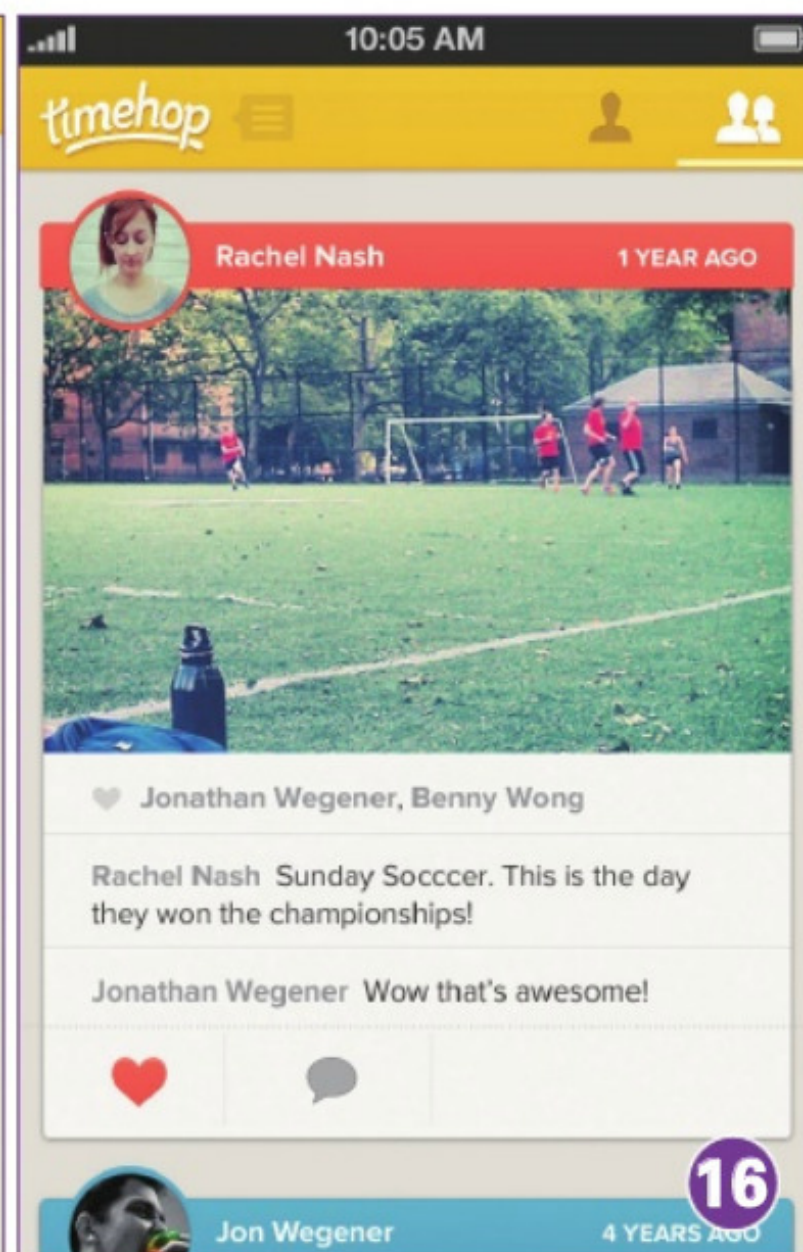 10:05 AM
timehop
Rachel Nash
1 YEAR AGO
Jonathan Wegener, Benny Wong
Rachel Nash Sunday Socccer. This is the day
they won the championships!
Jonathan Wegener Wow that's awesome!
16
Jon Wegener
4 YEARS AGO